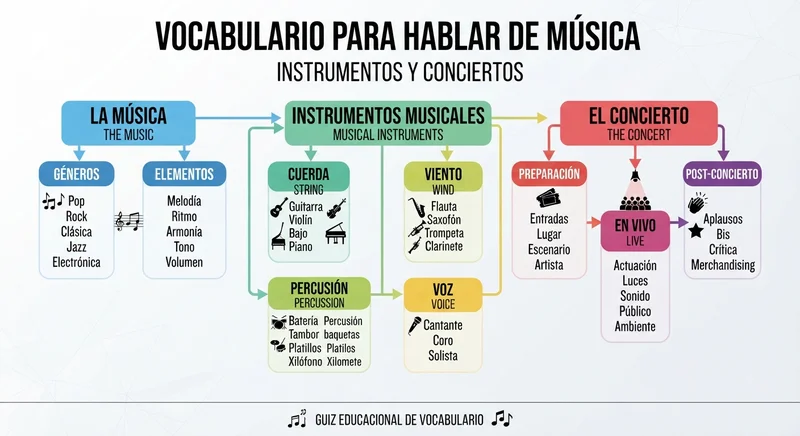 VOCABULARIO PARA HABLAR DE MÚSICA
INSTRUMENTOS Y CONCIERTOS
LA MÚSICA
THE MUSIC
GÉNEROS
Pop
Rock
Clásica
Jazz
Electrónica
ELEMENTOS
Melodía
Ritmo
Armonía
Tono
Volumen
INSTRUMENTOS MUSICALES
MUSICAL INSTRUMENTS
CUERDA
STRING
Guitarra
Violín
Bajo
Piano
VIENTO
WIND
Flauta
Saxofón
Trompeta
Clarinete
PERCUSIÓN
PERCUSSION
Batería Percusión
Tambor baquetas
Platillos Platilos
Xilófono Xilomete
VOZ
VOICE
Cantante
Coro
Solista
EL CONCIERTO
THE CONCERT
PREPARACIÓN
Entradas
Lugar
Escenario
Artista
EN VIVO
LIVE
Actuación
Luces
Sonido
Público
Ambiente
POST-CONCIERTO
Aplausos
Bis
Crítica
Merchandising
GUIZ EDUCACIONAL DE VOCABULARIO